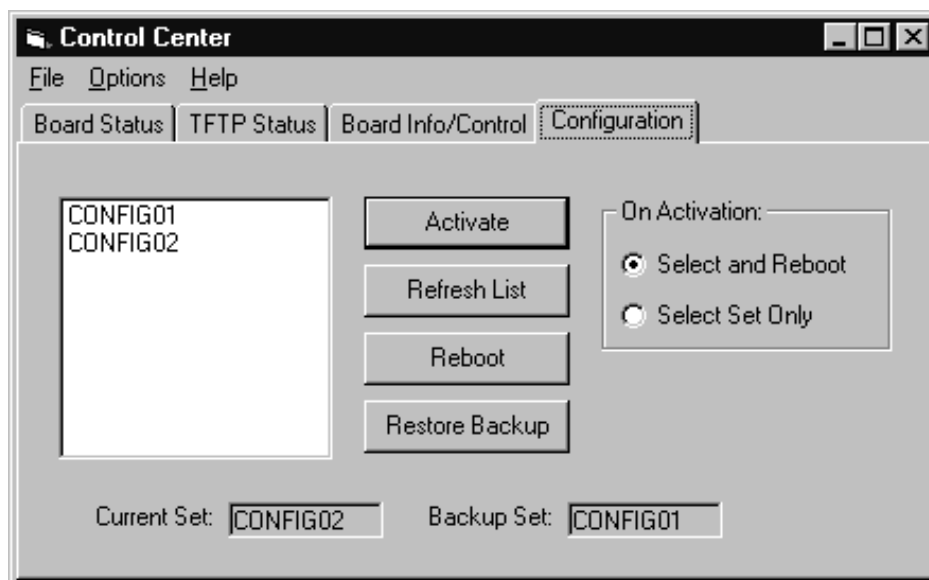 Control Center
File Options Help
Board Status TFTP Status Board Info/Control Configuration
CONFIG01
CONFIG02
Activate
Refresh List
Reboot
Restore Backup
On Activation:
Select and Reboot
Select Set Only
Current Set: CONFIG02 Backup Set: CONFIG01